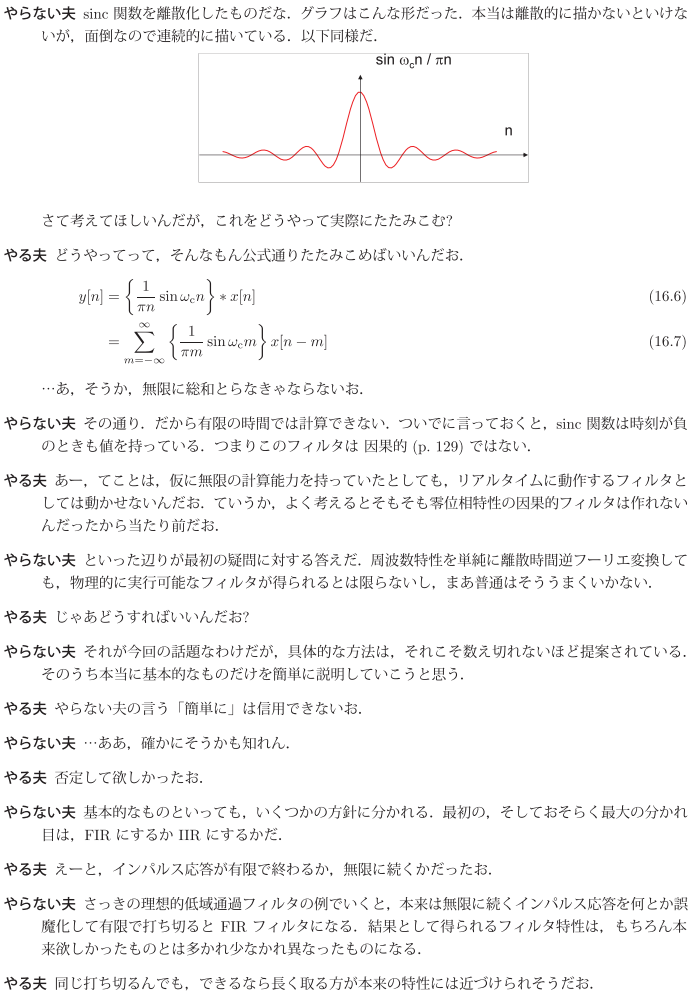 やらない夫 sinc 関数を離散化したものだな．グラフはこんな形だった．本当は離散的に描かないといけな
いが，面倒なので連続的に描いている．以下同様だ．
sin ω_c n / πn
n
さて考えてほしいんだが，これをどうやって実際にたたみこむ?
やる夫 どうやってって，そんなもん公式通りたたみこめばいいんだお．
y[n] = { 1/(πn) sin ω_c n } ∗ x[n] (16.6)
= ∑_{m=−∞}^{∞} { 1/(πm) sin ω_c m } x[n − m] (16.7)
…あ，そうか，無限に総和とらなきゃならないお．
やらない夫 その通り．だから有限の時間では計算できない．ついでに言っておくと，sinc 関数は時刻が負
のときも値を持っている．つまりこのフィルタは 因果的 (p. 129) ではない．
やる夫 あー，てことは，仮に無限の計算能力を持っていたとしても，リアルタイムに動作するフィルタと
しては動かせないんだお．ていうか，よく考えるとそもそも零位相特性の因果的フィルタは作れない
んだったから当たり前だお．
やらない夫 といった辺りが最初の疑問に対する答えだ．周波数特性を単純に離散時間逆フーリエ変換して
も，物理的に実行可能なフィルタが得られるとは限らないし，まあ普通はそううまくいかない．
やる夫 じゃあどうすればいいんだお?
やらない夫 それが今回の話題なわけだが，具体的な方法は，それこそ数え切れないほど提案されている．
そのうち本当に基本的なものだけを簡単に説明していこうと思う．
やる夫 やらない夫の言う「簡単に」は信用できないお．
やらない夫 …ああ，確かにそうかも知れん．
やる夫 否定して欲しかったお．
やらない夫 基本的なものといっても，いくつかの方針に分かれる．最初の，そしておそらく最大の分かれ
目は，FIR にするか IIR にするかだ．
やる夫 えーと，インパルス応答が有限で終わるか，無限に続くかだったお．
やらない夫 さっきの理想的低域通過フィルタの例でいくと，本来は無限に続くインパルス応答を何とか誤
魔化して有限で打ち切ると FIR フィルタになる．結果として得られるフィルタ特性は，もちろん本
来欲しかったものとは多かれ少なかれ異なったものになる．
やる夫 同じ打ち切るんでも，できるなら長く取る方が本来の特性には近づけられそうだお．